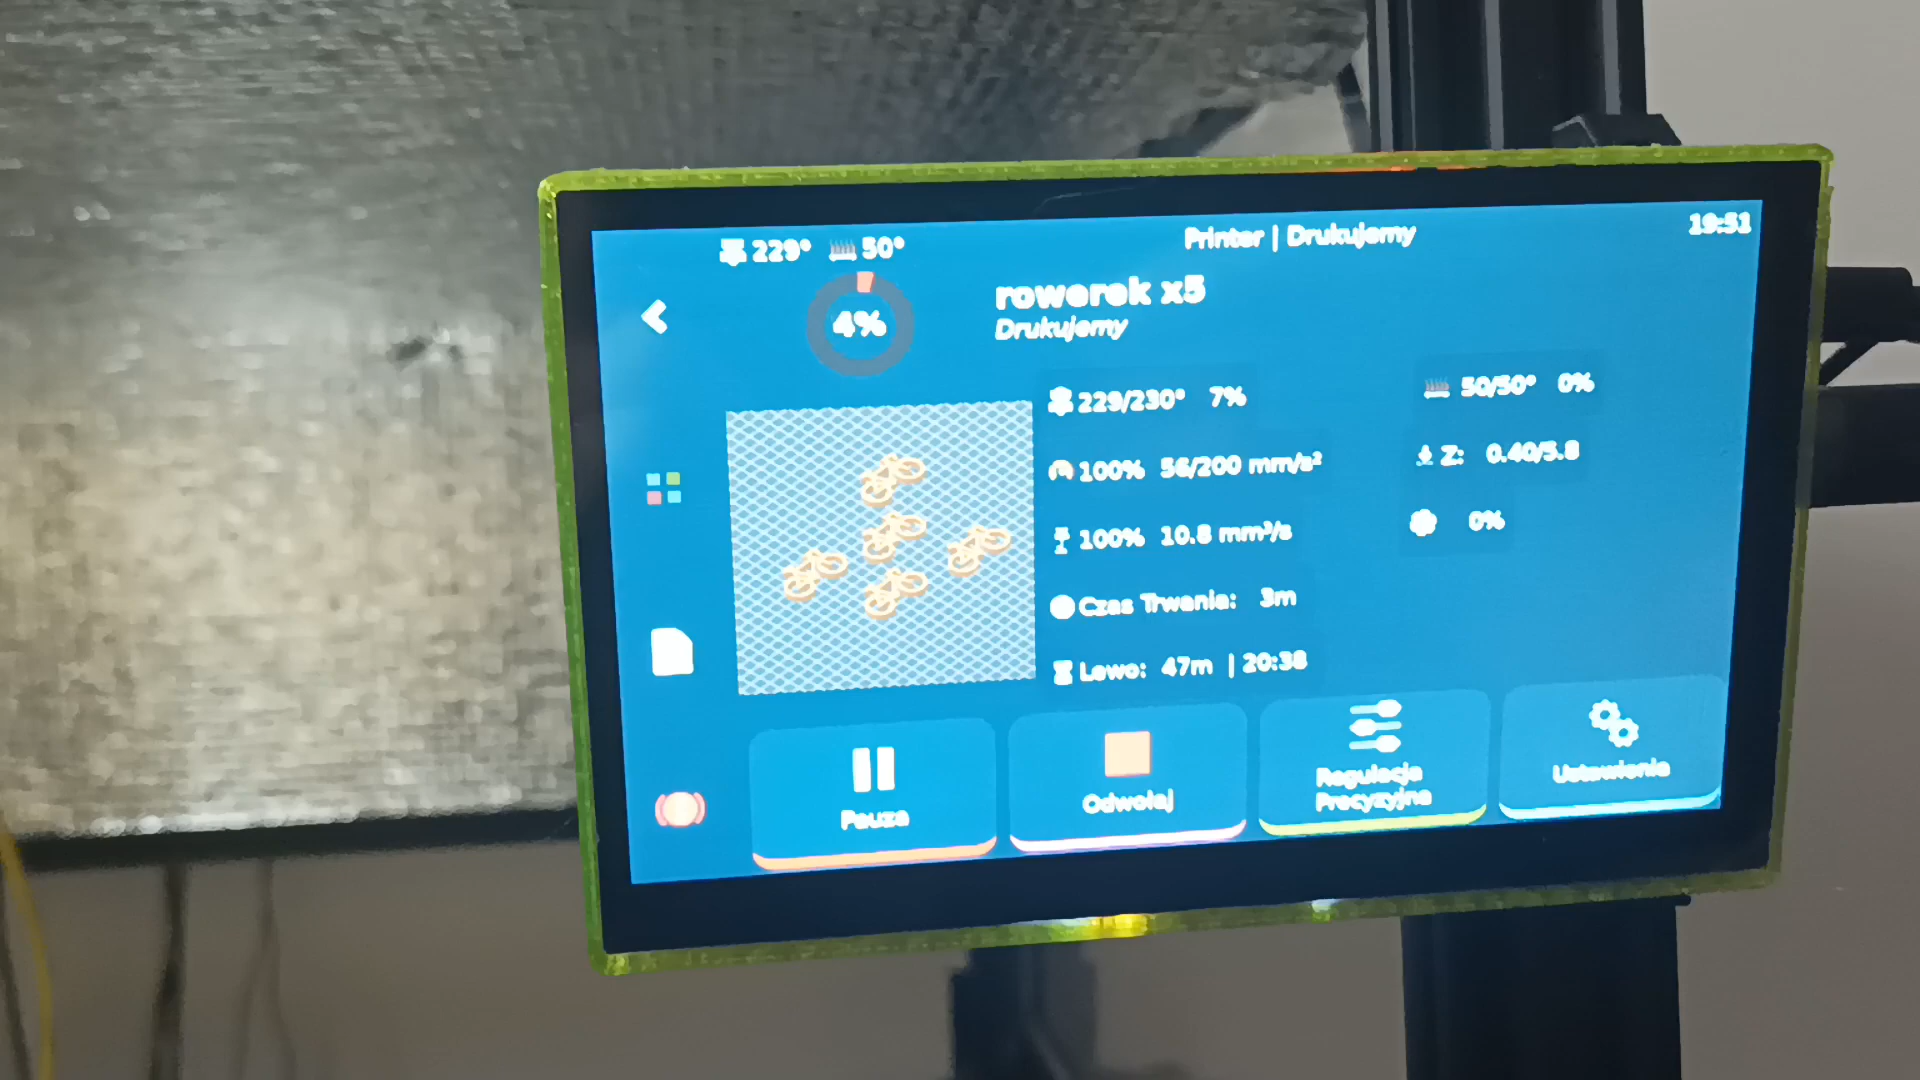 229° 50° Printer | Drukujemy 19:51
4%
rowerek x5
Drukujemy
229/230° 7% 50/50° 0%
100% 56/200 mm/s² Z: 0.40/5.8
100% 10.8 mm³/s 0%
Czas Trwania: 3m
Lewo: 47m | 20:38
Pauza
Odwołaj
Regulacja
Precyzyjna
Ustawienia